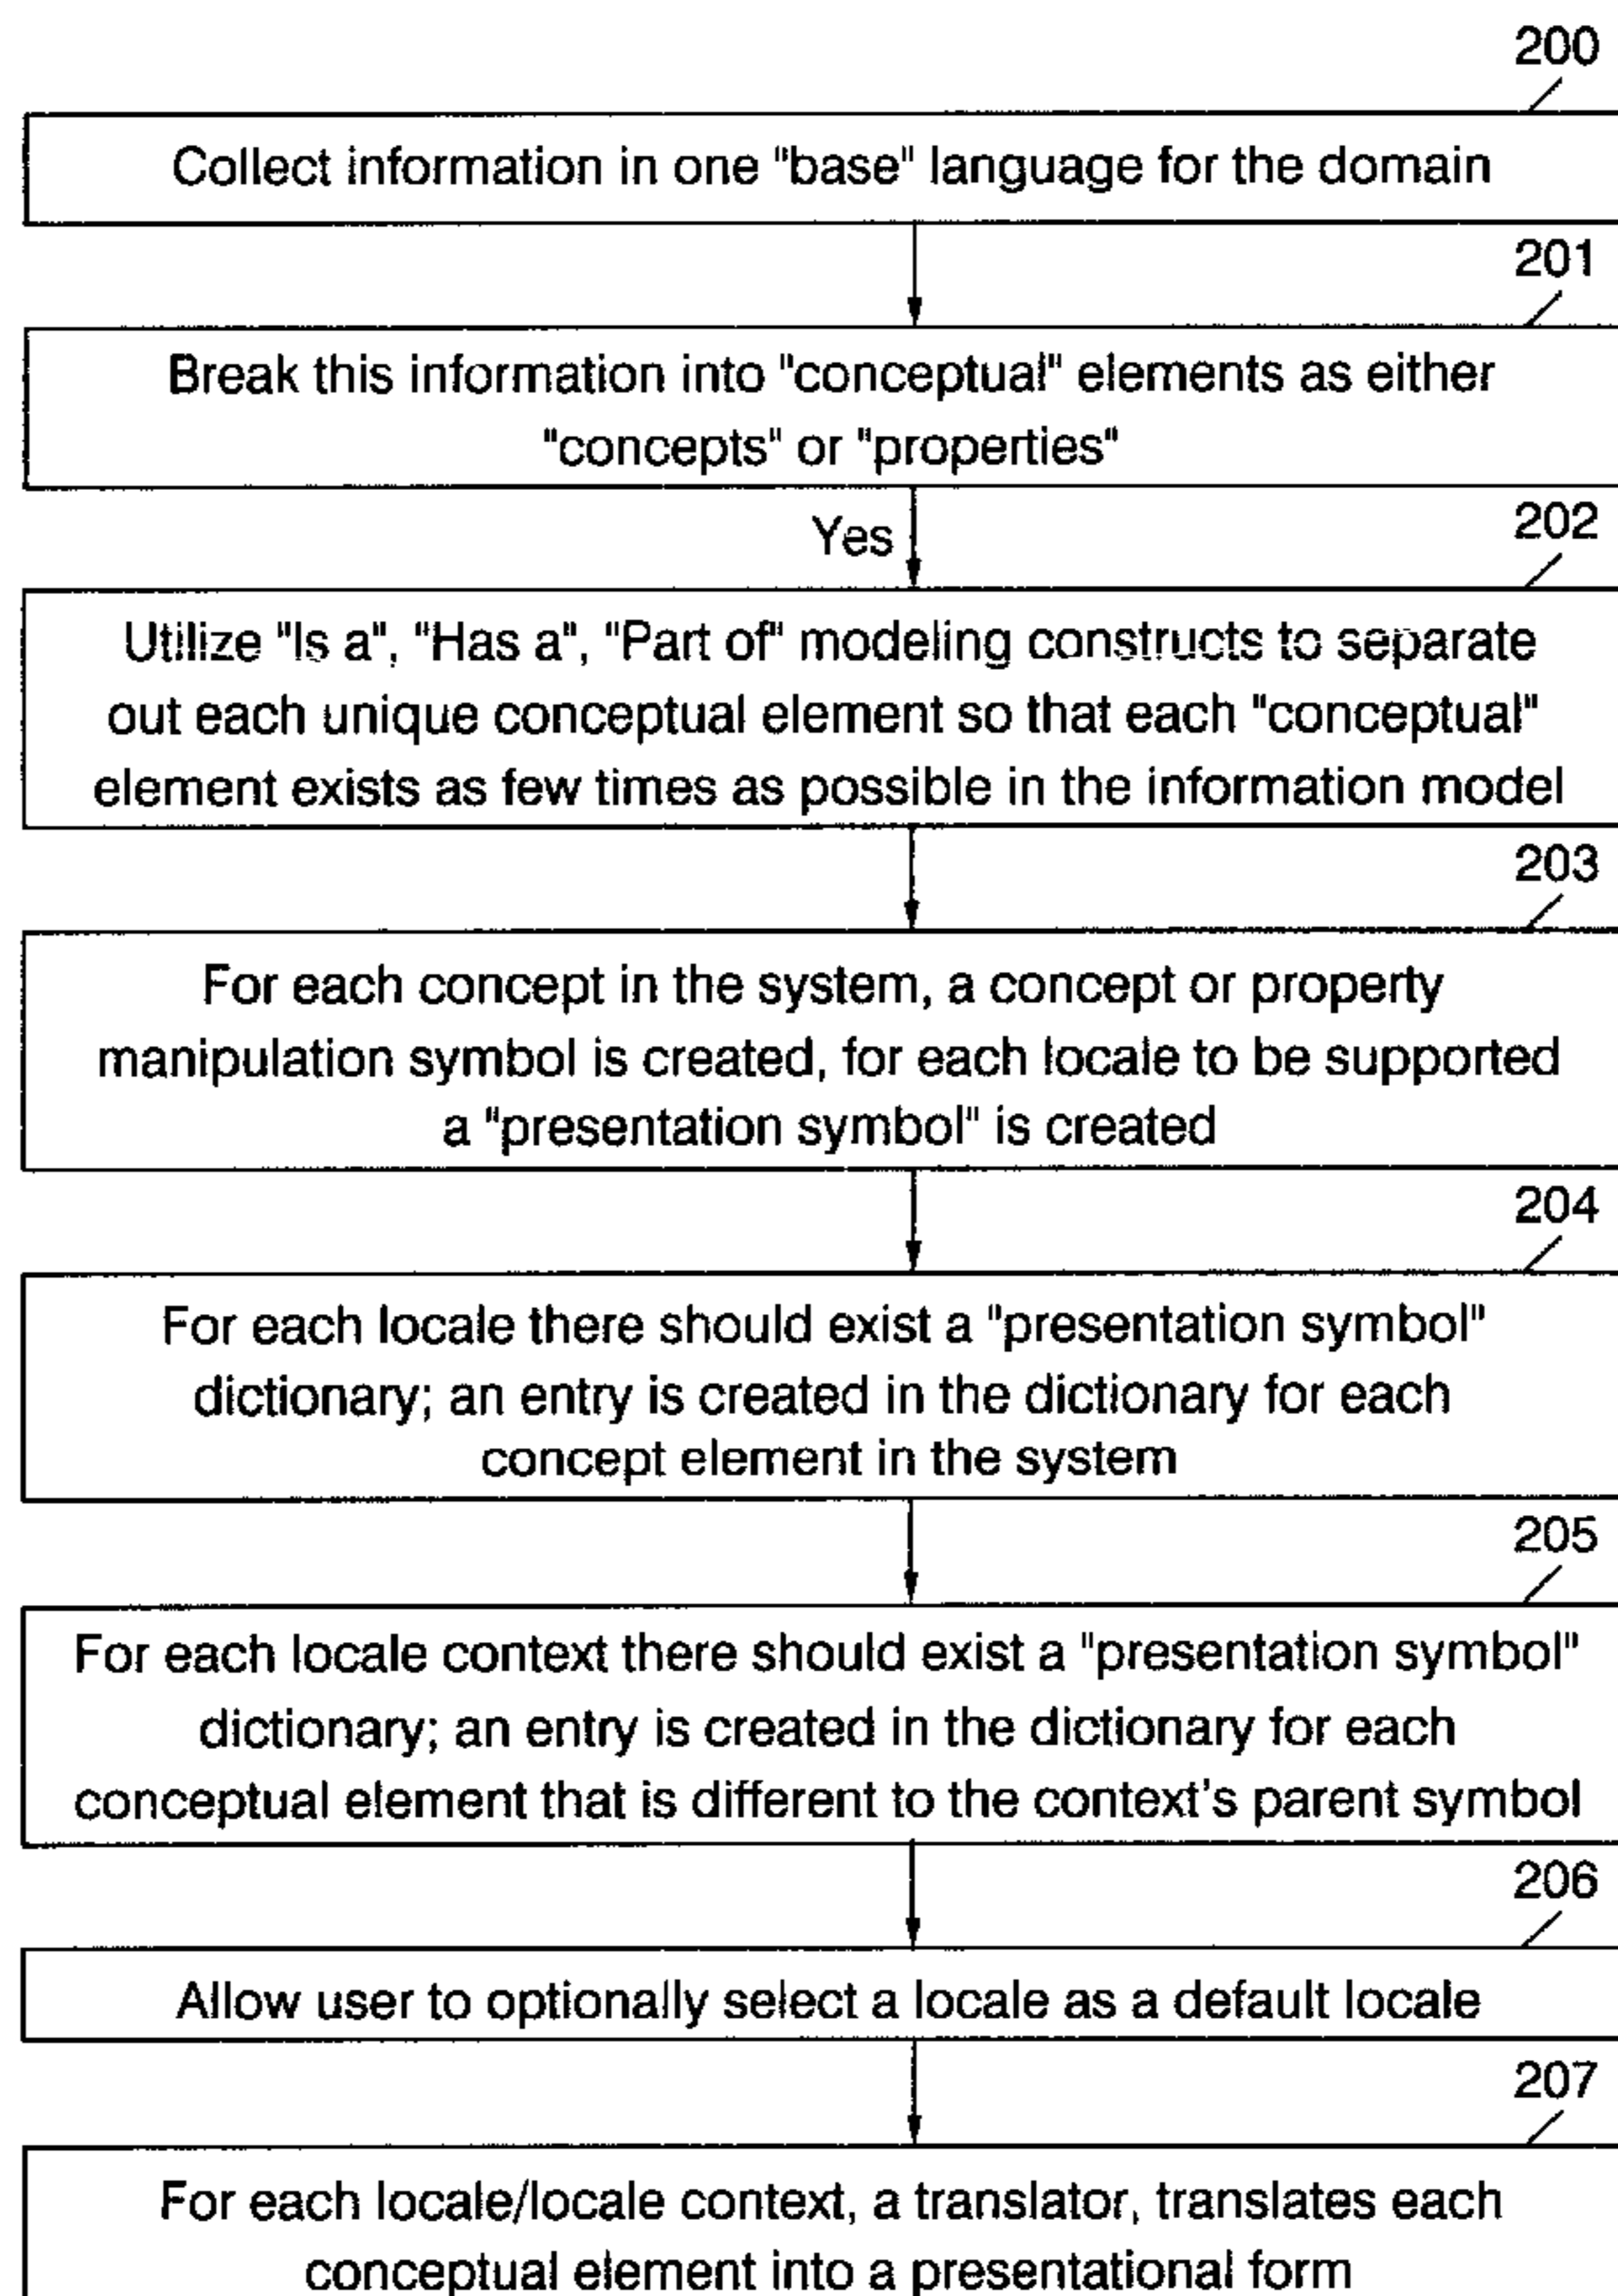 200
Collect information in one "base" language for the domain
201
Break this information into "conceptual" elements as either
"concepts" or "properties"
Yes
202
Utilize "Is a", "Has a", "Part of" modeling constructs to separate
out each unique conceptual element so that each "conceptual"
element exists as few times as possible in the information model
203
For each concept in the system, a concept or property
manipulation symbol is created, for each locale to be supported
a "presentation symbol" is created
204
For each locale there should exist a "presentation symbol"
dictionary; an entry is created in the dictionary for each
concept element in the system
205
For each locale context there should exist a "presentation symbol"
dictionary; an entry is created in the dictionary for each
conceptual element that is different to the context's parent symbol
206
Allow user to optionally select a locale as a default locale
207
For each locale/locale context, a translator, translates each
conceptual element into a presentational form